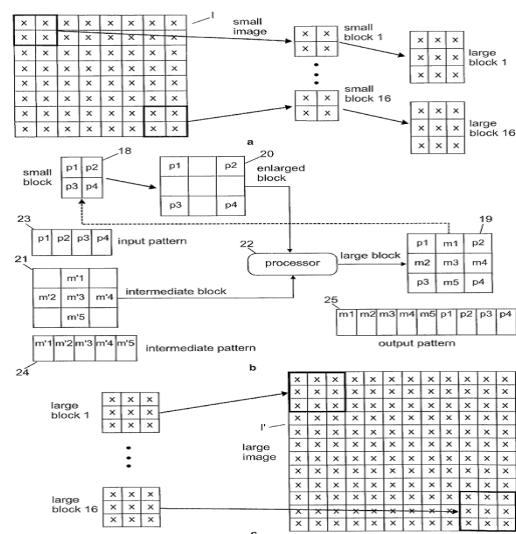 x x x x x x x x
x x x x x x x x
x x x x x x x x
x x x x x x x x
x x x x x x x x
x x x x x x x x
x x x x x x x x
x x x x x x x x
I
small
image
x x
x x
small
block 1
x x x
x x x
x x x
large
block 1
x x
x x
small
block 16
x x x
x x x
x x x
large
block 16
a
18
small
block
p1 p2
p3 p4
20
p1 p2
p3 p4
enlarged
block
23
p1 p2 p3 p4
input pattern
21
m'1
m'2 m'3 m'4
m'5
intermediate block
22
processor
large block
19
p1 m1 p2
m2 m3 m4
p3 m5 p4
25
m1 m2 m3 m4 m5 p1 p2 p3 p4
output pattern
m'1 m'2 m'3 m'4 m'5
intermediate pattern
24
b
large
block 1
x x x
x x x
x x x
large
block 16
x x x
x x x
x x x
I'
large
image
x x x x x x x x x x x x
x x x x x x x x x x x x
x x x x x x x x x x x x
x x x x x x x x x x x x
x x x x x x x x x x x x
x x x x x x x x x x x x
x x x x x x x x x x x x
x x x x x x x x x x x x
x x x x x x x x x x x x
x x x x x x x x x x x x
x x x x x x x x x x x x
x x x x x x x x x x x x
c